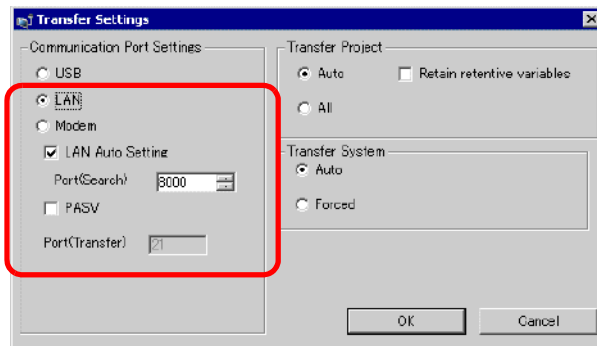 Transfer Settings
Communication Port Settings
USB
LAN
Modem
LAN Auto Setting
Port(Search) 8000
PASV
Port(Transfer) 21
Transfer Project
Auto
Retain retentive variables
All
Transfer System
Auto
Forced
OK
Cancel